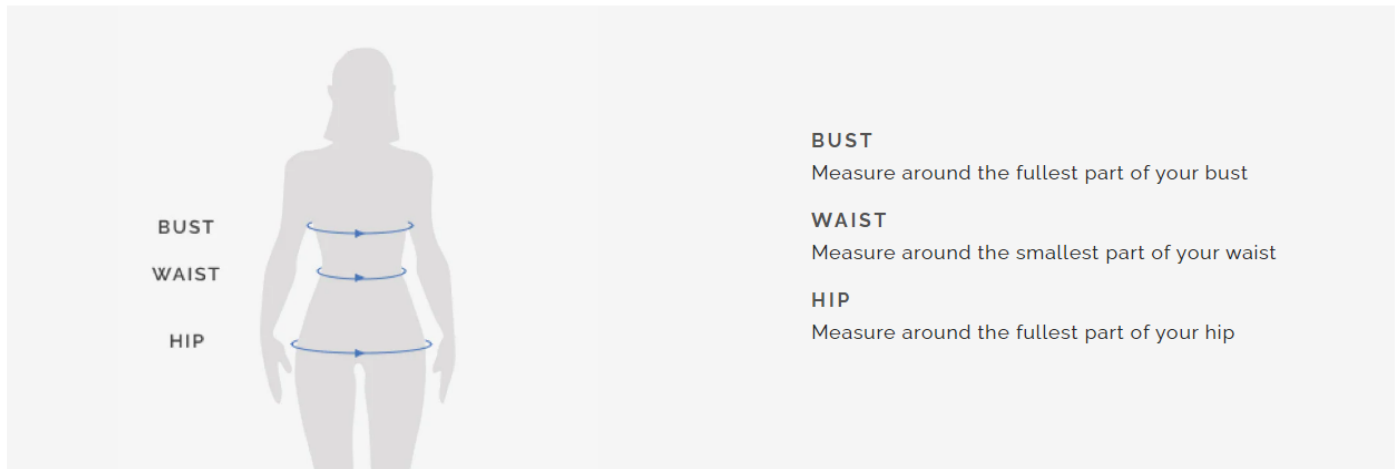 BUST
WAIST
HIP
BUST
Measure around the fullest part of your bust
WAIST
Measure around the smallest part of your waist
HIP
Measure around the fullest part of your hip